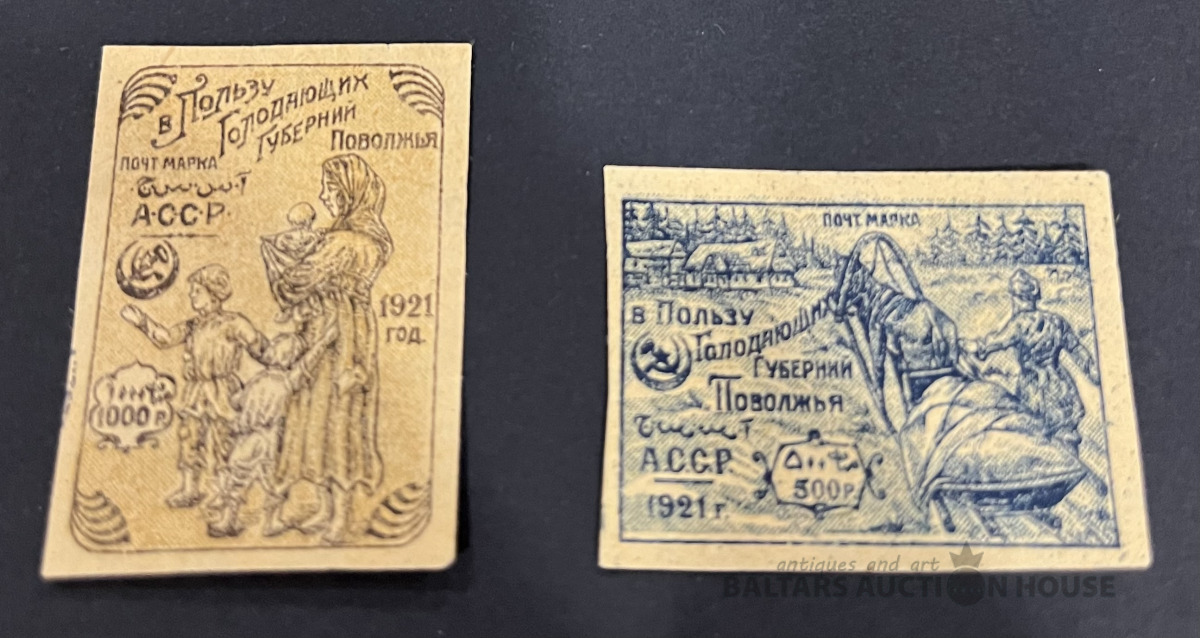 в Пользу
Голодающих
Губерний
Поволжья
ПОЧТ МАРКА
А·С·С·Р·
1921
ГОД.
1000 Р
ПОЧТ. МАРКА
в Пользу
Голодающих
Губерний
Поволжья
А.С.С.Р.
۵۰۰
500 Р.
1921 г.
antiques and art
BALTARS AUCTION HOUSE